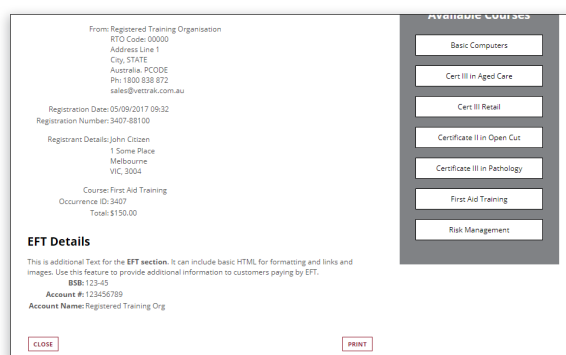 From: Registered Training Organisation
RTO Code: 00000
Address Line 1
City, STATE
Australia. PCODE
Ph: 1800 838 872
sales@vettrak.com.au
Registration Date: 05/09/2017 09:32
Registration Number: 3407-88100
Registrant Details: John Citizen
1 Some Place
Melbourne
VIC, 3004
Course: First Aid Training
Occurrence ID: 3407
Total: $150.00
EFT Details
This is additional Text for the EFT section. It can include basic HTML for formatting and links and
images. Use this feature to provide additional information to customers paying by EFT.
BSB: 123-45
Account #: 123456789
Account Name: Registered Training Org
CLOSE
PRINT
Available Courses
Basic Computers
Cert III in Aged Care
Cert III Retail
Certificate II in Open Cut
Certificate III in Pathology
First Aid Training
Risk Management